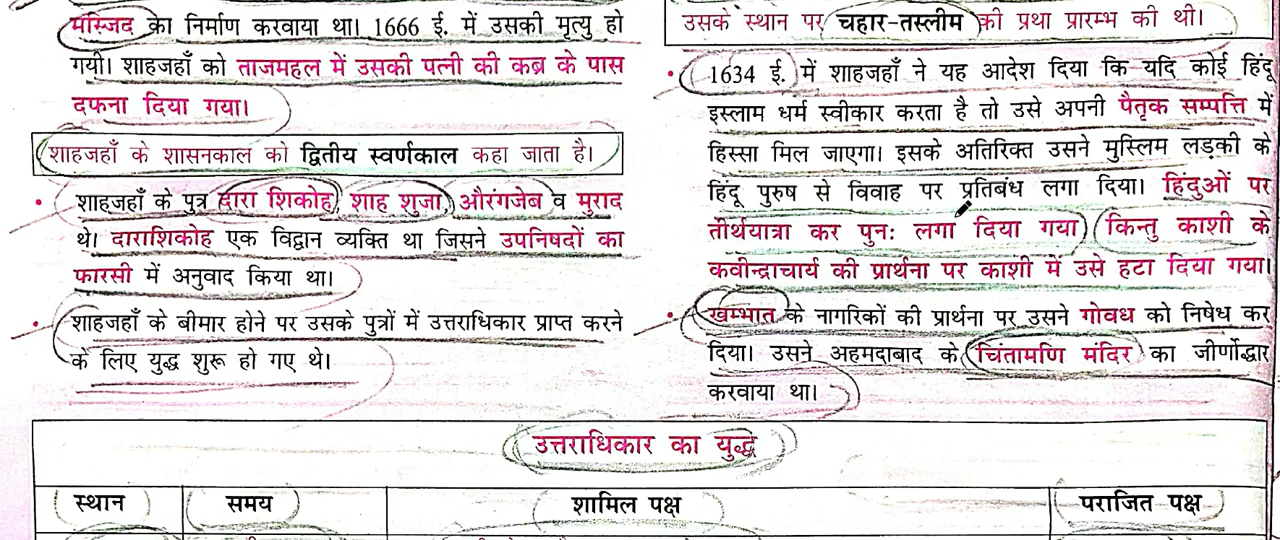 मस्जिद का निर्माण करवाया था। 1666 ई. में उसकी मृत्यु हो
गयी। शाहजहाँ को ताजमहल में उसकी पत्नी की कब्र के पास
दफना दिया गया।
शाहजहाँ के शासनकाल को द्वितीय स्वर्णकाल कहा जाता है।
• शाहजहाँ के पुत्र दारा शिकोह, शाह शुजा, औरंगजेब व मुराद
थे। दाराशिकोह एक विद्वान व्यक्ति था जिसने उपनिषदों का
फारसी में अनुवाद किया था।
• शाहजहाँ के बीमार होने पर उसके पुत्रों में उत्तराधिकार प्राप्त करने
के लिए युद्ध शुरू हो गए थे।
उसके स्थान पर चहार-तस्लीम की प्रथा प्रारम्भ की थी।
• 1634 ई. में शाहजहाँ ने यह आदेश दिया कि यदि कोई हिंदू
इस्लाम धर्म स्वीकार करता है तो उसे अपनी पैतृक सम्पत्ति में
हिस्सा मिल जाएगा। इसके अतिरिक्त उसने मुस्लिम लड़की के
हिंदू पुरुष से विवाह पर प्रतिबंध लगा दिया। हिंदुओं पर
तीर्थयात्रा कर पुनः लगा दिया गया, किन्तु काशी के
कवीन्द्राचार्य की प्रार्थना पर काशी में उसे हटा दिया गया।
• खम्भात के नागरिकों की प्रार्थना पर उसने गोवध को निषेध कर
दिया। उसने अहमदाबाद के चिंतामणि मंदिर का जीर्णोद्धार
करवाया था।
उत्तराधिकार का युद्ध
स्थान समय शामिल पक्ष पराजित पक्ष